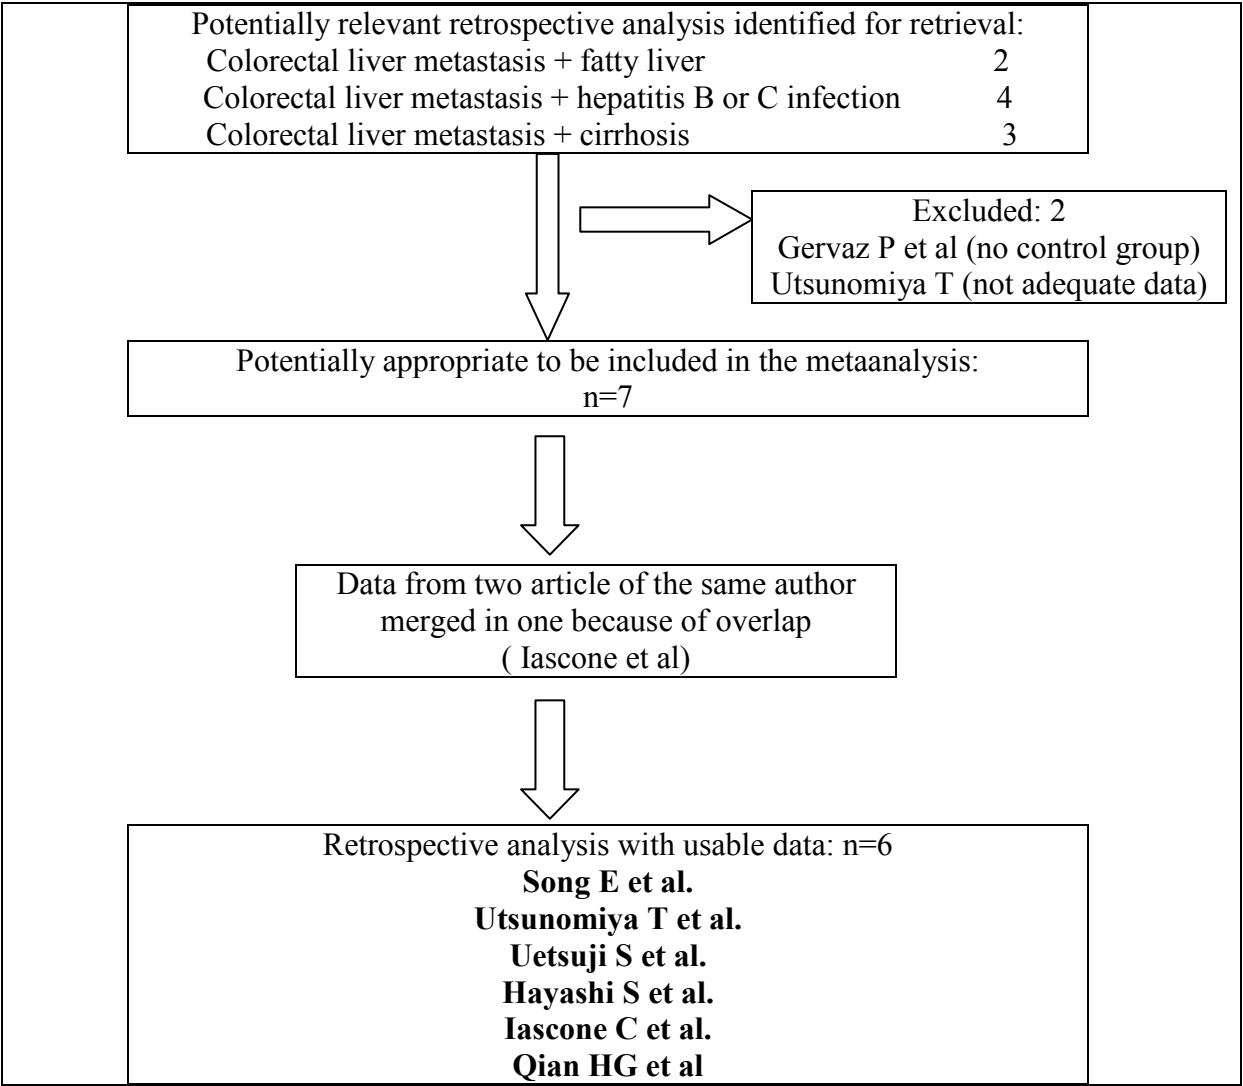 Potentially relevant retrospective analysis identified for retrieval:
Colorectal liver metastasis + fatty liver 2
Colorectal liver metastasis + hepatitis B or C infection 4
Colorectal liver metastasis + cirrhosis 3
Excluded: 2
Gervaz P et al (no control group)
Utsunomiya T (not adequate data)
Potentially appropriate to be included in the metaanalysis:
n=7
Data from two article of the same author
merged in one because of overlap
( Iascone et al)
Retrospective analysis with usable data: n=6
Song E et al.
Utsunomiya T et al.
Uetsuji S et al.
Hayashi S et al.
Iascone C et al.
Qian HG et al